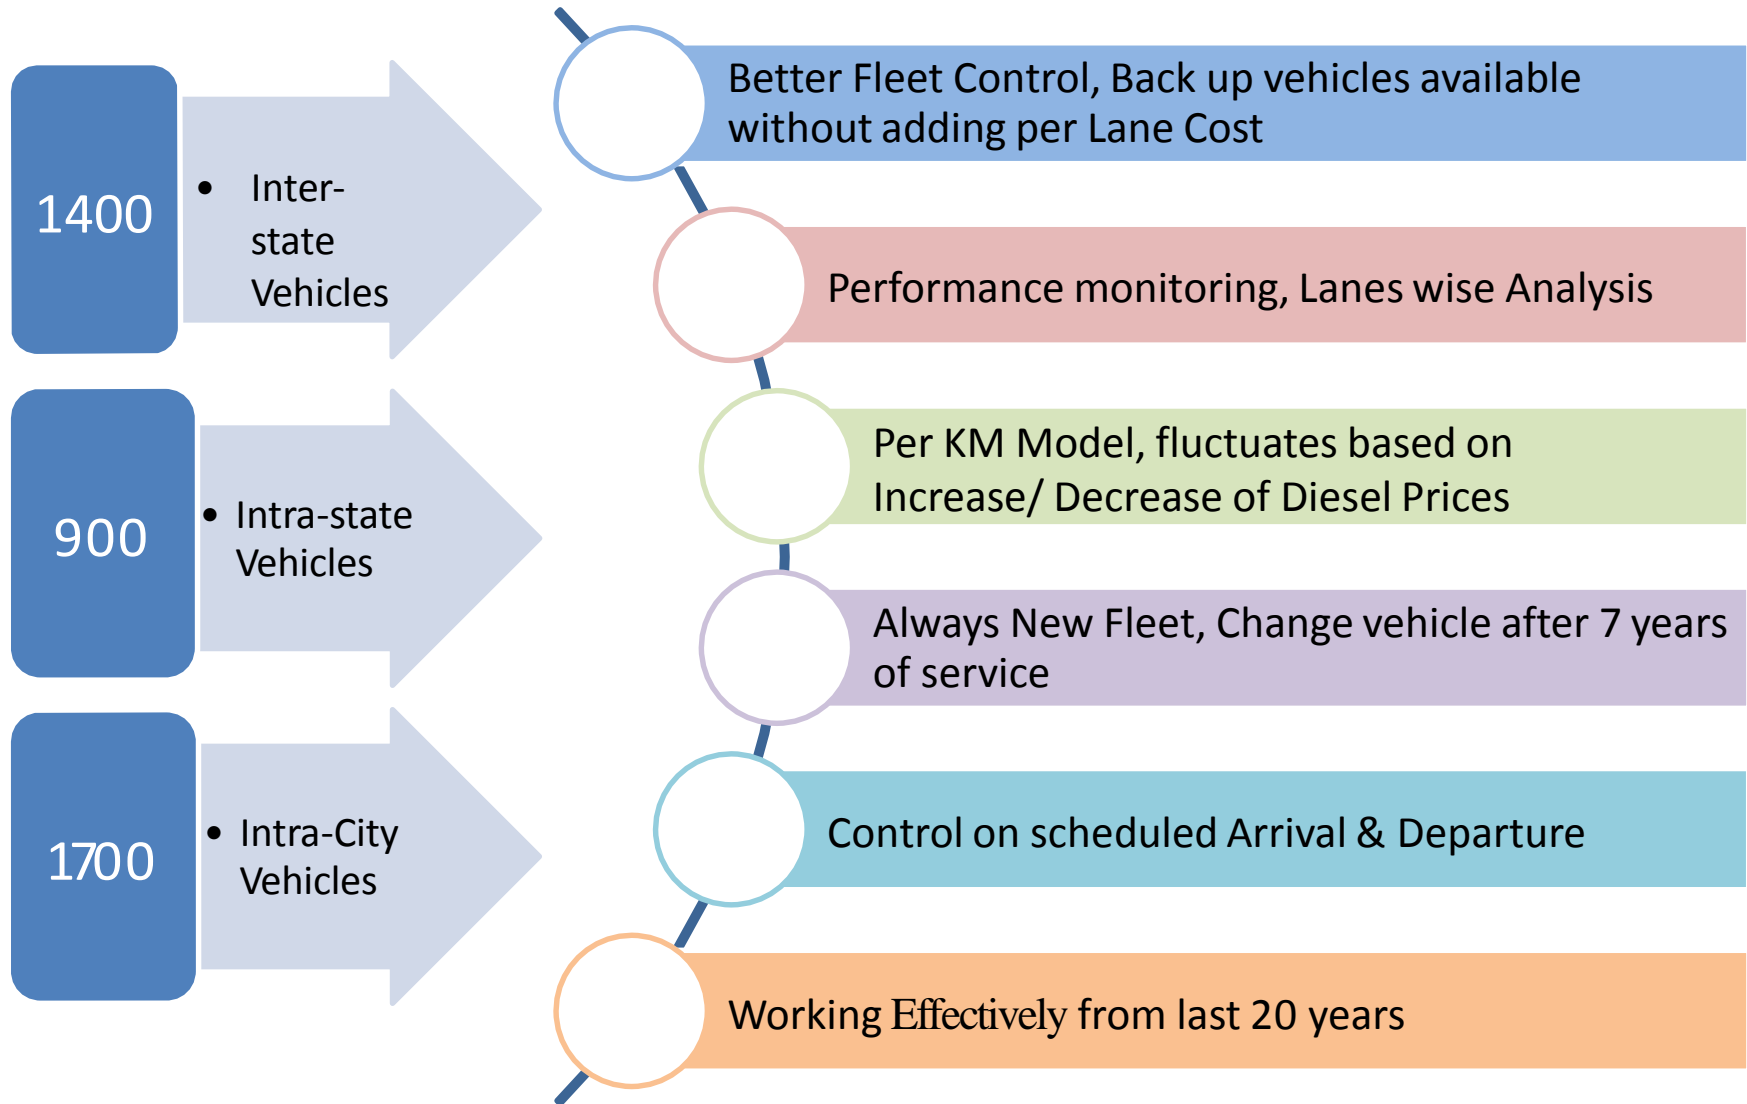 1400
• Inter-
state
Vehicles
900
• Intra-state
Vehicles
1700
• Intra-City
Vehicles
Better Fleet Control, Back up vehicles available
without adding per Lane Cost
Performance monitoring, Lanes wise Analysis
Per KM Model, fluctuates based on
Increase/ Decrease of Diesel Prices
Always New Fleet, Change vehicle after 7 years
of service
Control on scheduled Arrival & Departure
Working Effectively from last 20 years